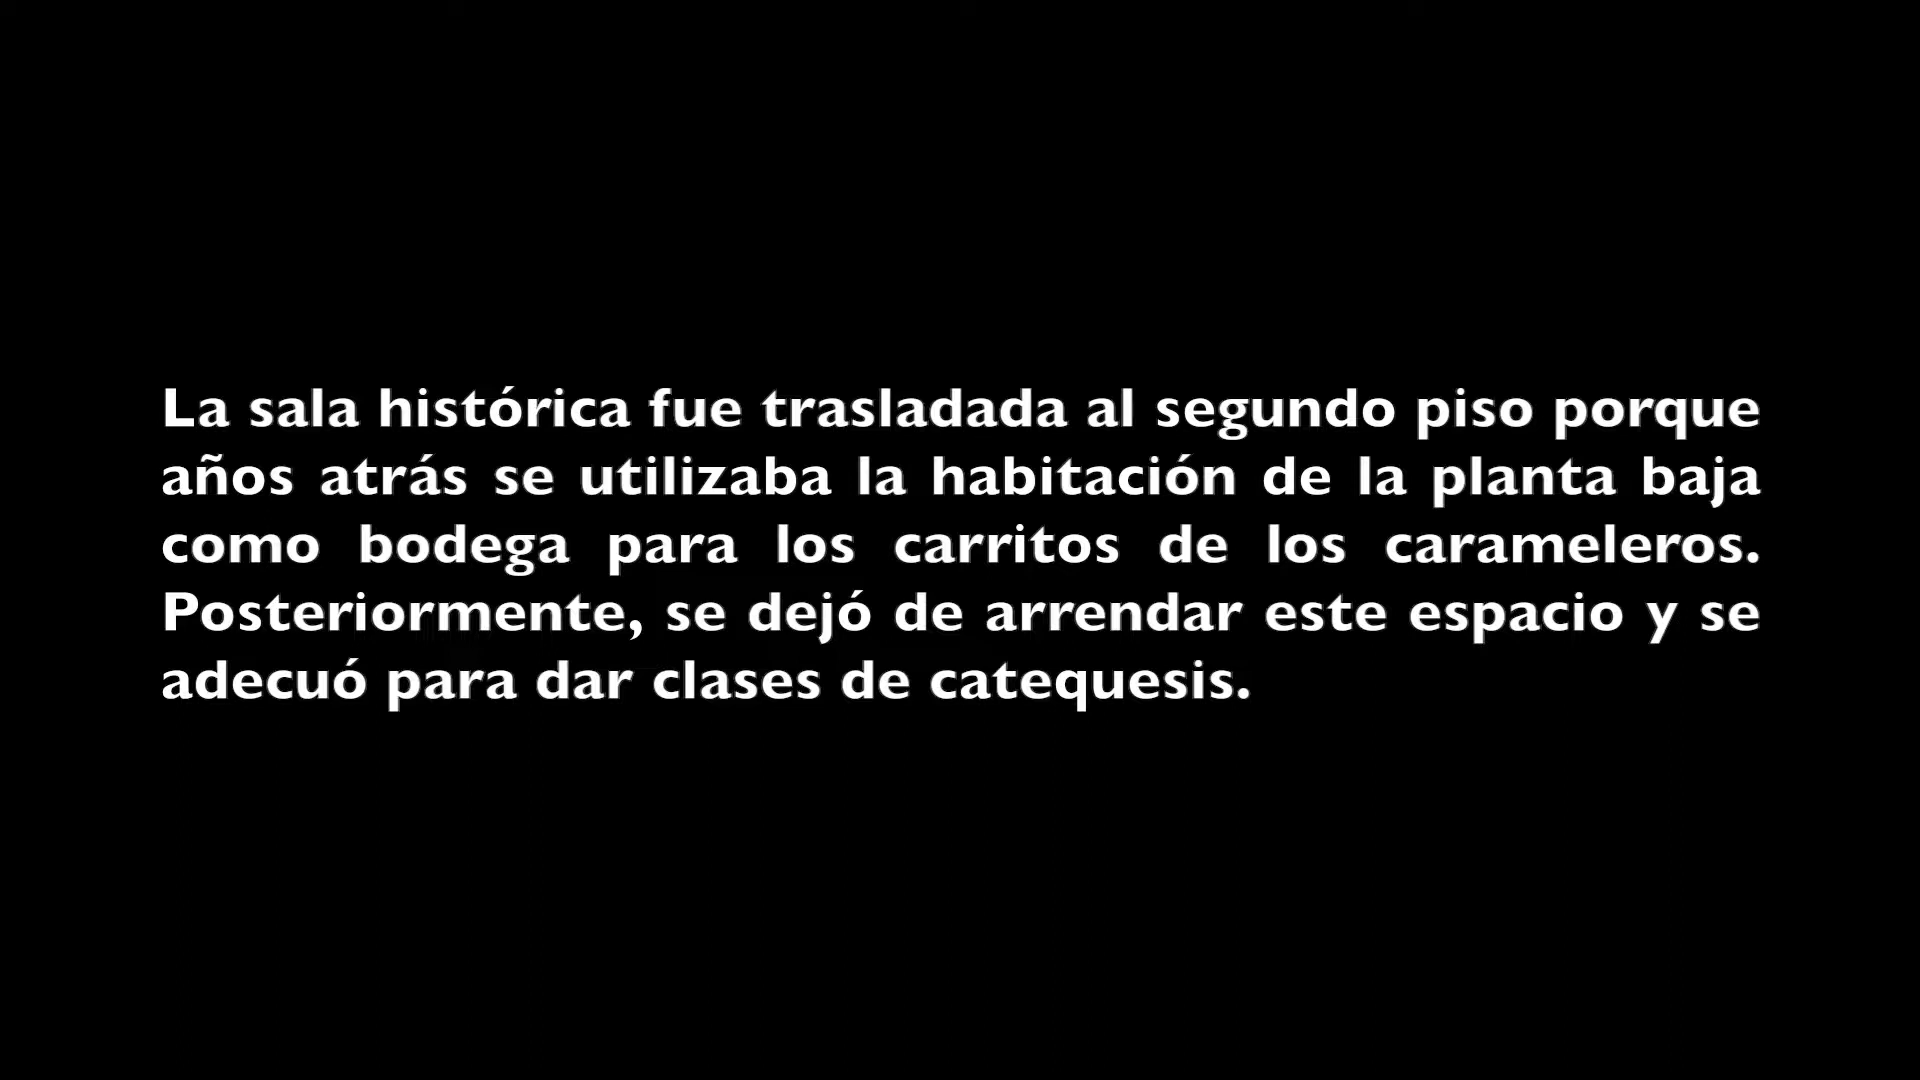 La sala histórica fue trasladada al segundo piso porque
años atrás se utilizaba la habitación de la planta baja
como bodega para los carritos de los carameleros.
Posteriormente, se dejó de arrendar este espacio y se
adecuó para dar clases de catequesis.